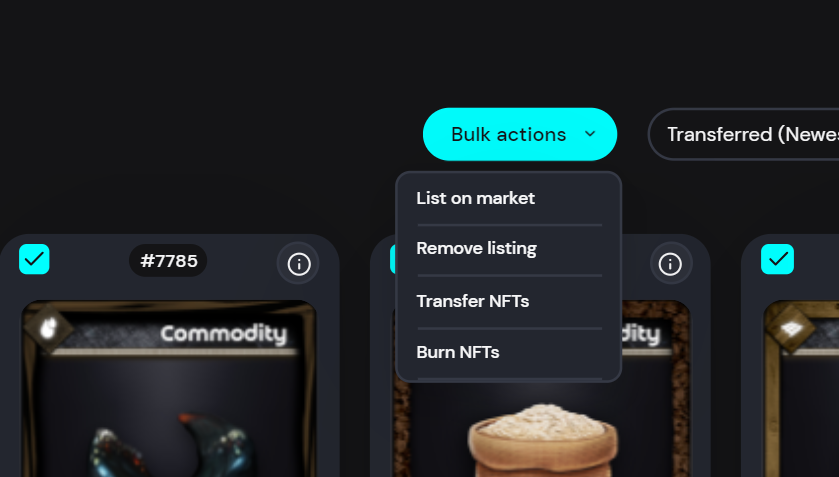 Bulk actions
Transferred (Newes
List on market
Remove listing
Transfer NFTs
Burn NFTs
#7785
Commodity
dity